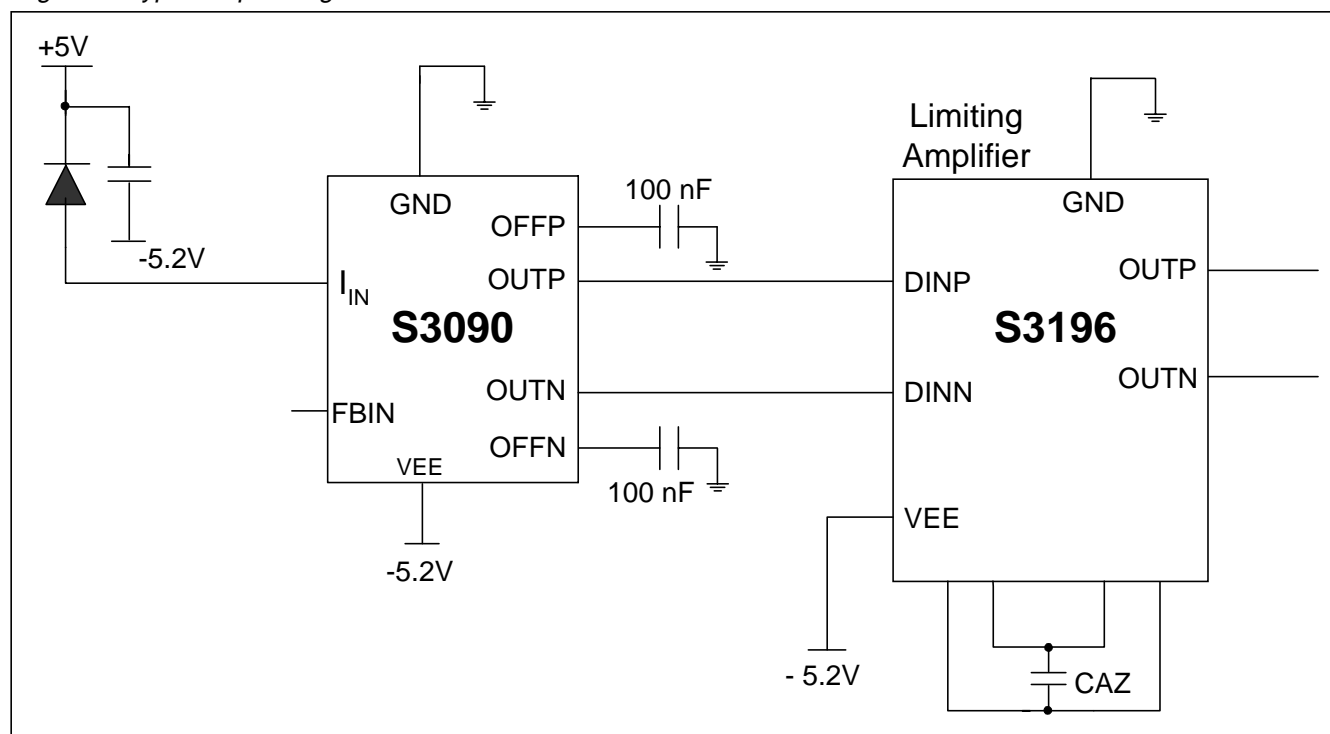 +5V
-5.2V
GND
I_IN
S3090
FBIN
VEE
-5.2V
OFFP
OUTP
OUTN
OFFN
100 nF
100 nF
Limiting
Amplifier
GND
DINP
S3196
DINN
VEE
OUTP
OUTN
- 5.2V
CAZ